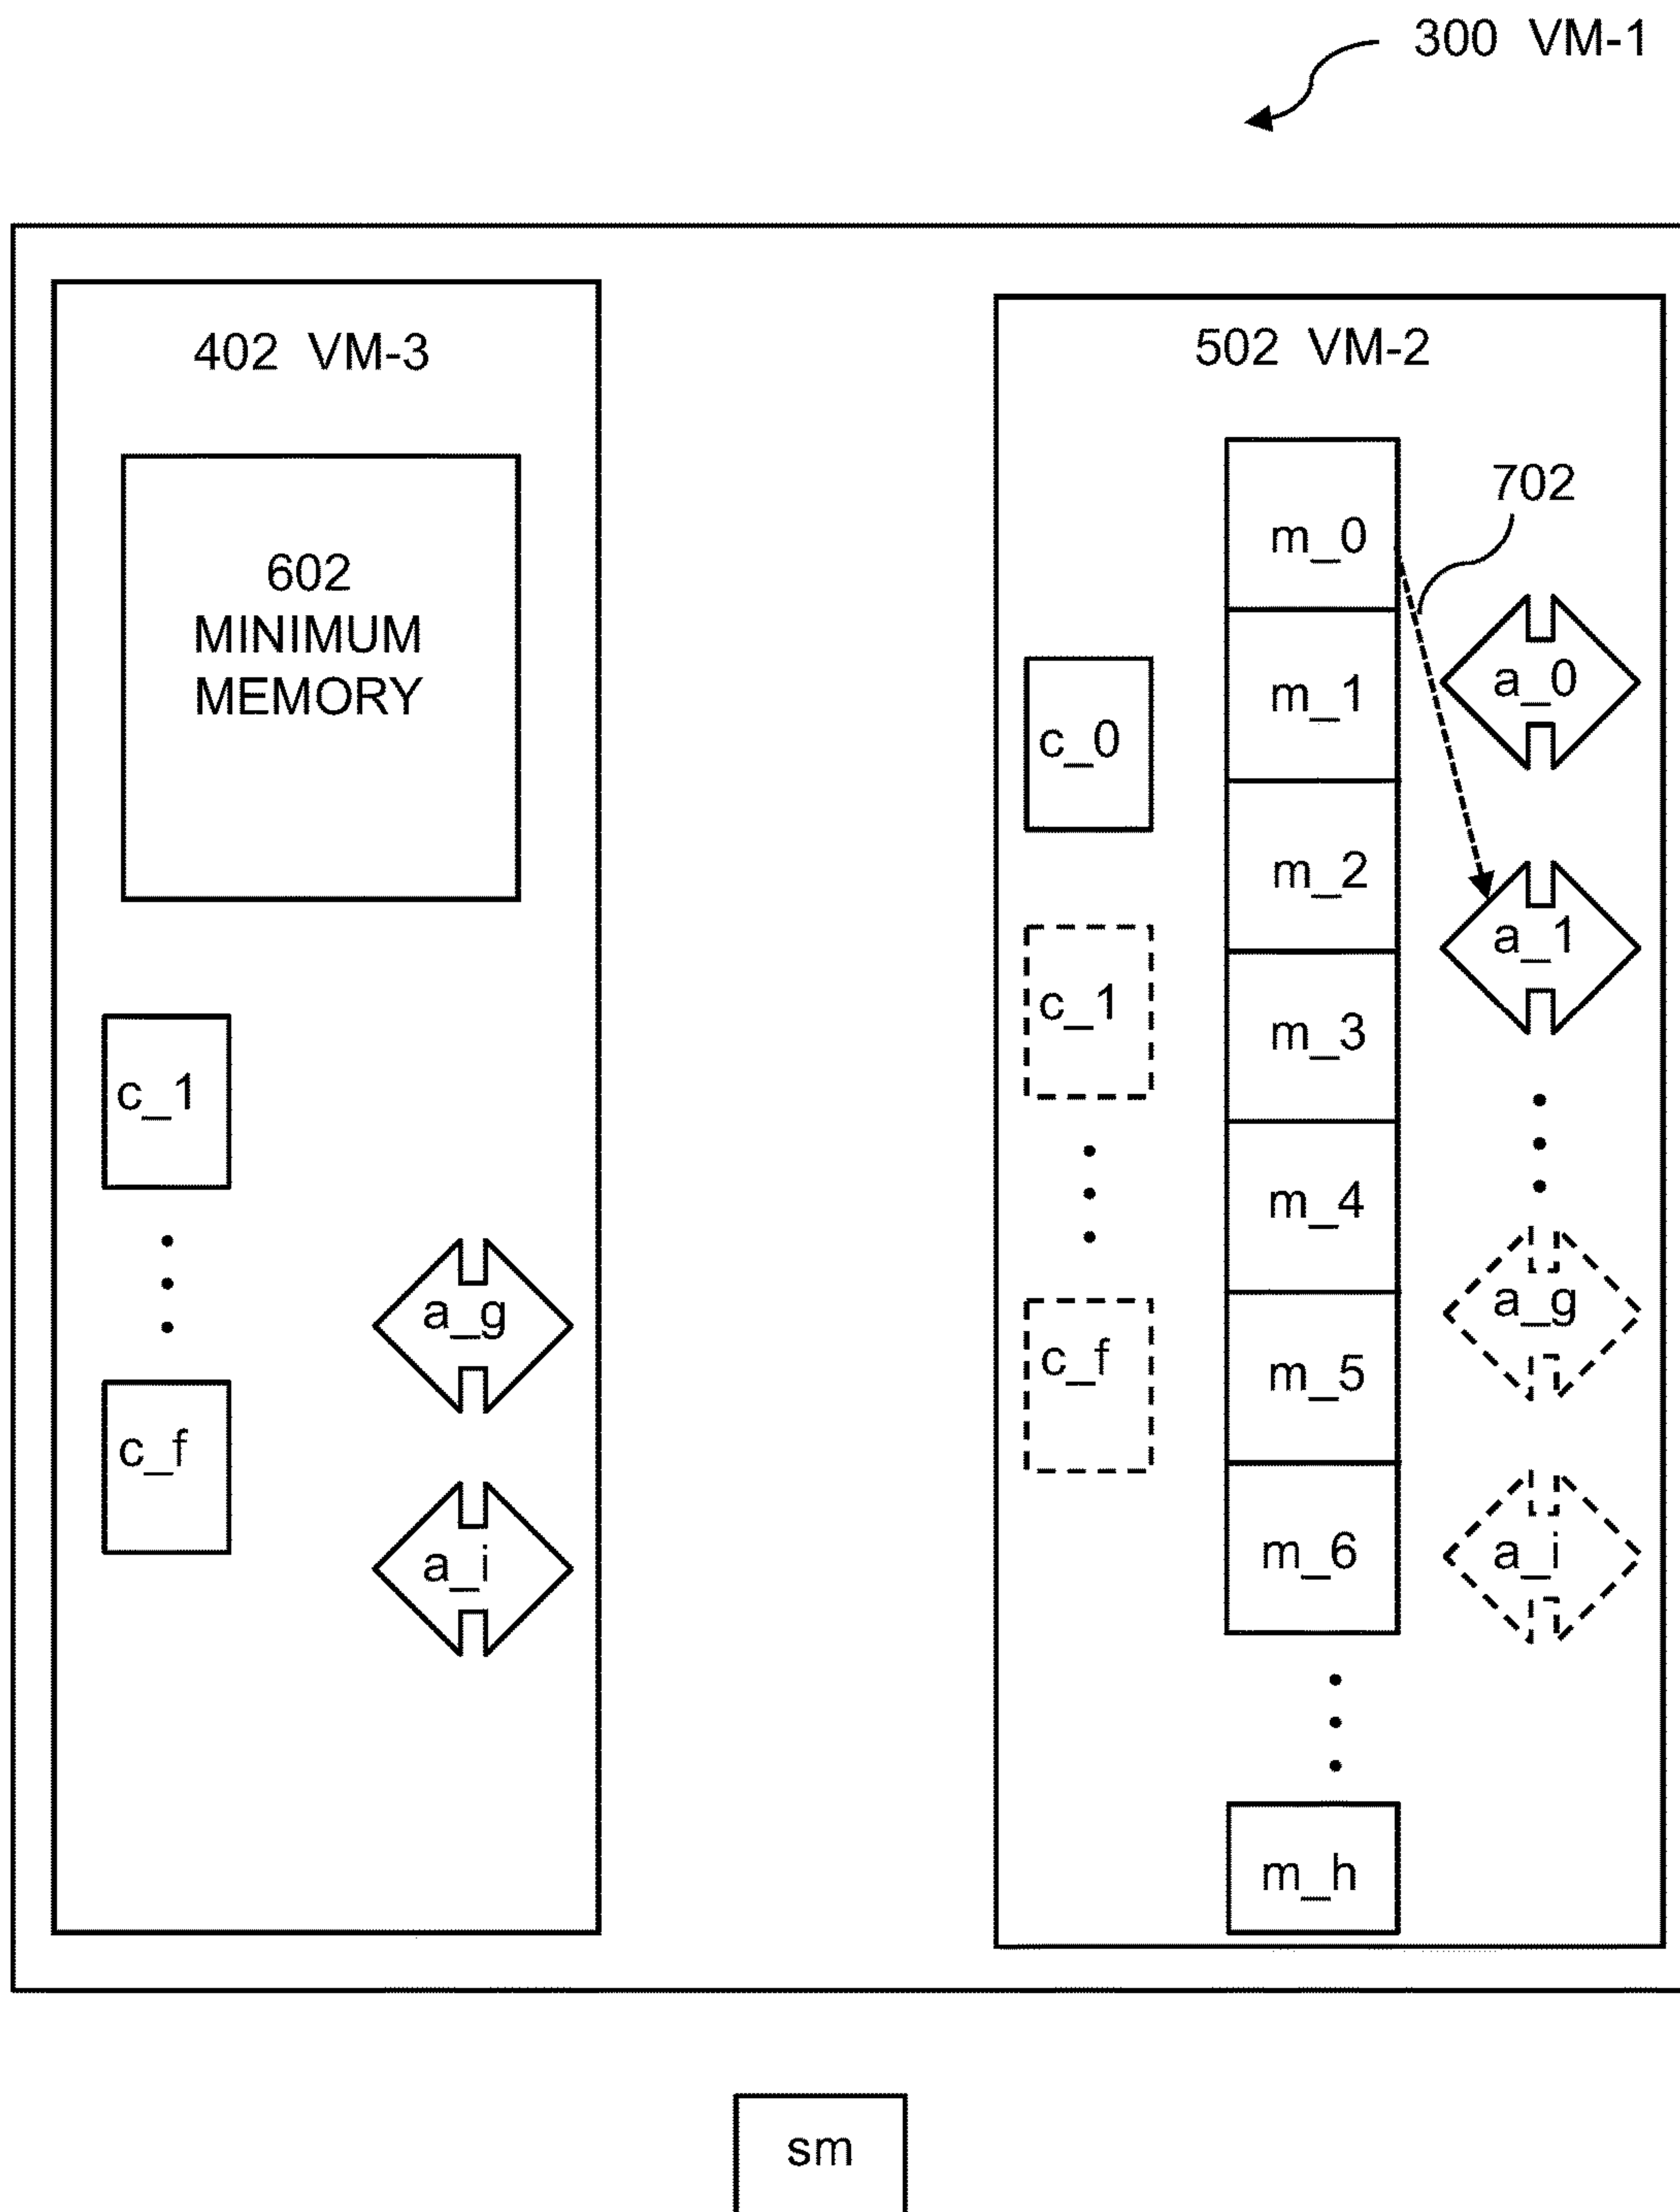 300 VM-1
402 VM-3
602
MINIMUM
MEMORY
c_1
c_f
a_g
a_i
502 VM-2
702
m_0
m_1
m_2
m_3
m_4
m_5
m_6
m_h
c_0
c_1
c_f
a_0
a_1
a_g
a_i
sm